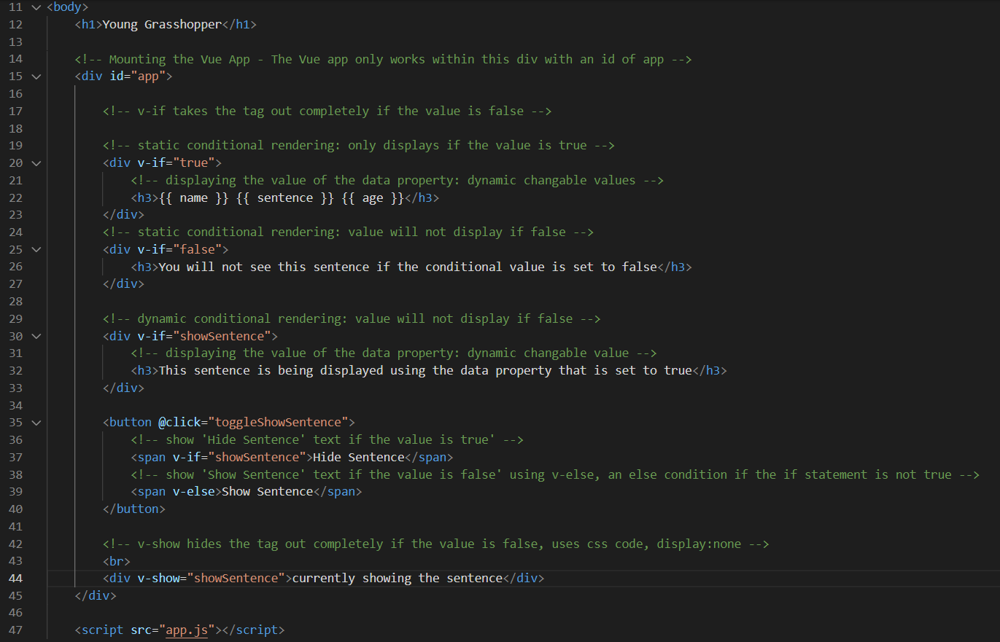 11 <body>
12 <h1>Young Grasshopper</h1>
13
14 <!-- Mounting the Vue App - The Vue app only works within this div with an id of app -->
15 <div id="app">
16
17 <!-- v-if takes the tag out completely if the value is false -->
18
19 <!-- static conditional rendering: only displays if the value is true -->
20 <div v-if="true">
21 <!-- displaying the value of the data property: dynamic changable values -->
22 <h3>{{ name }} {{ sentence }} {{ age }}</h3>
23 </div>
24 <!-- static conditional rendering: value will not display if false -->
25 <div v-if="false">
26 <h3>You will not see this sentence if the conditional value is set to false</h3>
27 </div>
28
29 <!-- dynamic conditional rendering: value will not display if false -->
30 <div v-if="showSentence">
31 <!-- displaying the value of the data property: dynamic changable value -->
32 <h3>This sentence is being displayed using the data property that is set to true</h3>
33 </div>
34
35 <button @click="toggleShowSentence">
36 <!-- show 'Hide Sentence' text if the value is true' -->
37 <span v-if="showSentence">Hide Sentence</span>
38 <!-- show 'Show Sentence' text if the value is false' using v-else, an else condition if the if statement is not true -->
39 <span v-else>Show Sentence</span>
40 </button>
41
42 <!-- v-show hides the tag out completely if the value is false, uses css code, display:none -->
43 <br>
44 <div v-show="showSentence">currently showing the sentence</div>
45 </div>
46
47 <script src="app.js"></script>